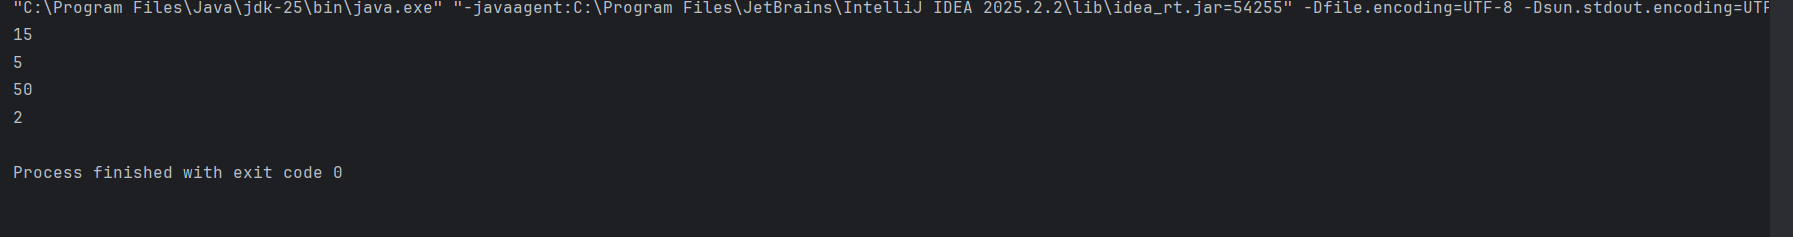 "C:\Program Files\Java\jdk-25\bin\java.exe" "-javaagent:C:\Program Files\JetBrains\IntelliJ IDEA 2025.2.2\lib\idea_rt.jar=54255" -Dfile.encoding=UTF-8 -Dsun.stdout.encoding=UTF
15
5
50
2
Process finished with exit code 0